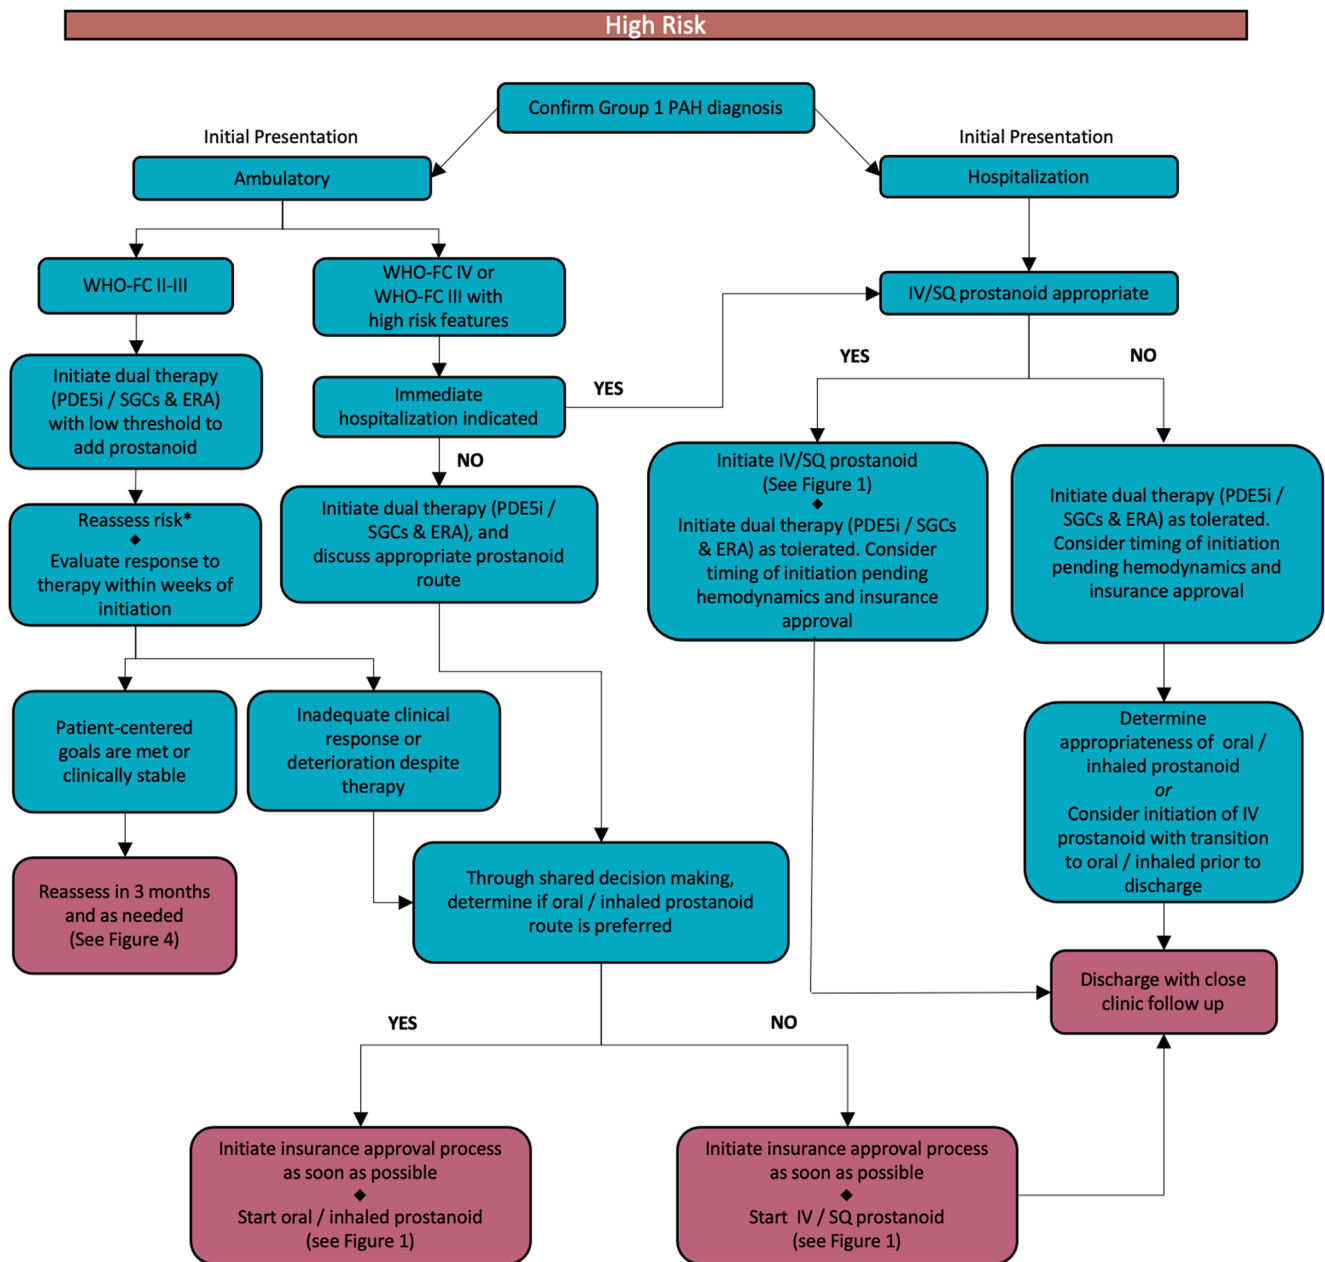 High Risk
Confirm Group 1 PAH diagnosis
Initial Presentation
Ambulatory
Initial Presentation
Hospitalization
WHO-FC II-III
WHO-FC IV or
WHO-FC III with
high risk features
IV/SQ prostanoid appropriate
Initiate dual therapy
(PDE5i / SGCs & ERA)
with low threshold to
add prostanoid
Immediate
hospitalization indicated
YES
NO
YES
NO
Reassess risk*
◆
Evaluate response to
therapy within weeks of
initiation
Initiate dual therapy (PDE5i /
SGCs & ERA), and
discuss appropriate prostanoid
route
Initiate IV/SQ prostanoid
(See Figure 1)
◆
Initiate dual therapy (PDE5i / SGCs
& ERA) as tolerated. Consider
timing of initiation pending
hemodynamics and insurance
approval
Initiate dual therapy (PDE5i /
SGCs & ERA) as tolerated.
Consider timing of initiation
pending hemodynamics and
insurance approval
Patient-centered
goals are met or
clinically stable
Inadequate clinical
response or
deterioration despite
therapy
Determine
appropriateness of oral /
inhaled prostanoid
or
Consider initiation of IV
prostanoid with transition
to oral / inhaled prior to
discharge
Reassess in 3 months
and as needed
(See Figure 4)
Through shared decision making,
determine if oral / inhaled prostanoid
route is preferred
Discharge with close
clinic follow up
YES
NO
Initiate insurance approval process
as soon as possible
◆
Start oral / inhaled prostanoid
(see Figure 1)
Initiate insurance approval process
as soon as possible
◆
Start IV / SQ prostanoid
(see Figure 1)